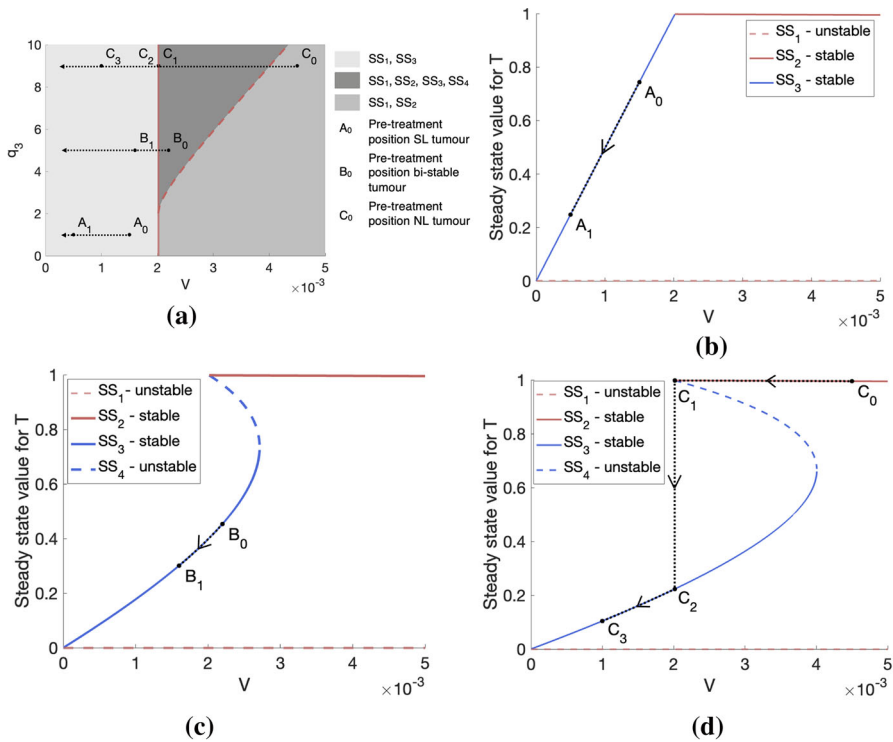 10
8
6
4
2
0
q3
C3
C2
C1
C0
B1
B0
A1
A0
0
1
2
3
4
5
V
×10-3
SS1, SS3
SS1, SS2, SS3, SS4
SS1, SS2
A0 Pre-treatment
position SL tumour
B0 Pre-treatment
position bi-stable
tumour
C0 Pre-treatment
position NL tumour
(a)
Steady state value for T
1
0.8
0.6
0.4
0.2
0
SS1 - unstable
SS2 - stable
SS3 - stable
A0
A1
0
1
2
3
4
5
V
×10-3
(b)
Steady state value for T
1
0.8
0.6
0.4
0.2
0
SS1 - unstable
SS2 - stable
SS3 - stable
SS4 - unstable
B0
B1
0
1
2
3
4
5
V
×10-3
(c)
Steady state value for T
1
0.8
0.6
0.4
0.2
0
SS1 - unstable
SS2 - stable
SS3 - stable
SS4 - unstable
C1
C0
C2
C3
0
1
2
3
4
5
V
×10-3
(d)